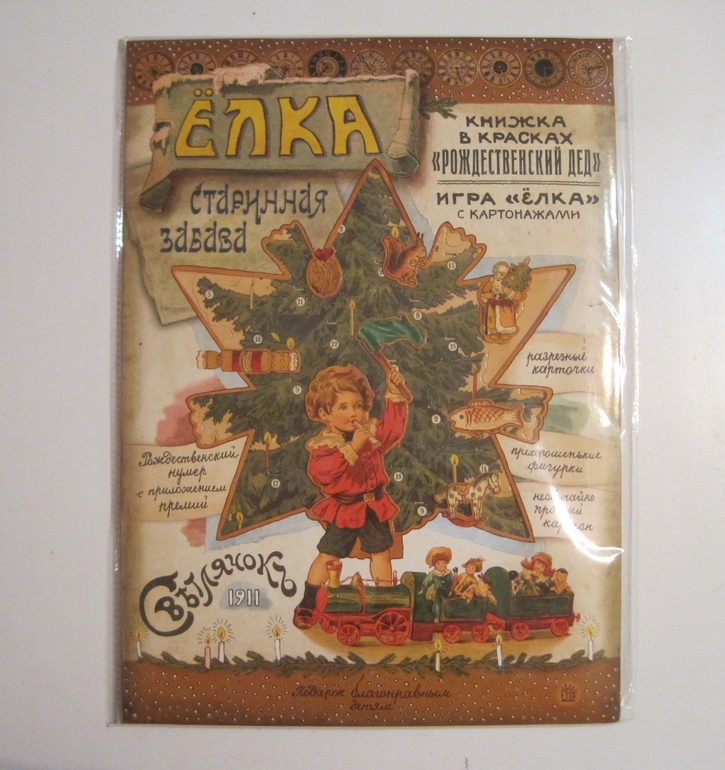 ЁЛКА
Старинная
забава
КНИЖКА
В КРАСКАХ
«РОЖДЕСТВЕНСКИЙ ДЕД»
ИГРА «ЁЛКА»
С КАРТОНАЖАМИ
разрезные
карточки
Рождественский
нумер
с приложением
премий
прехорошенькие
фигурки
необычайно
прочный
картон
Свѣтлячокъ
1911
Подарок благонравным
детям